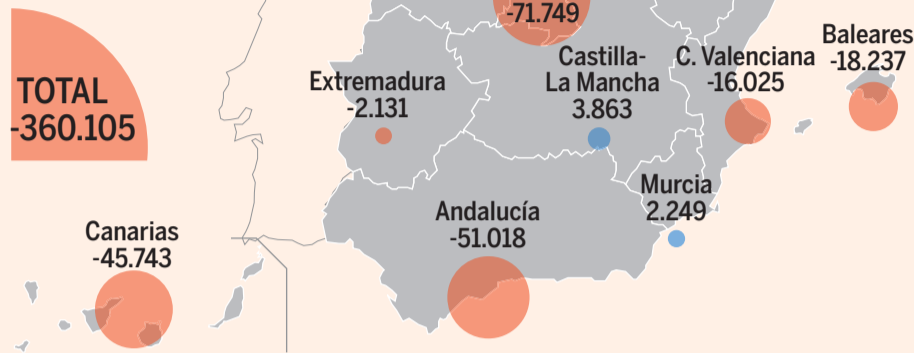 -71.749
Baleares
-18.237
Castilla-
La Mancha
3.863
C. Valenciana
-16.025
Extremadura
-2.131
TOTAL
-360.105
Murcia
2.249
Andalucía
-51.018
Canarias
-45.743